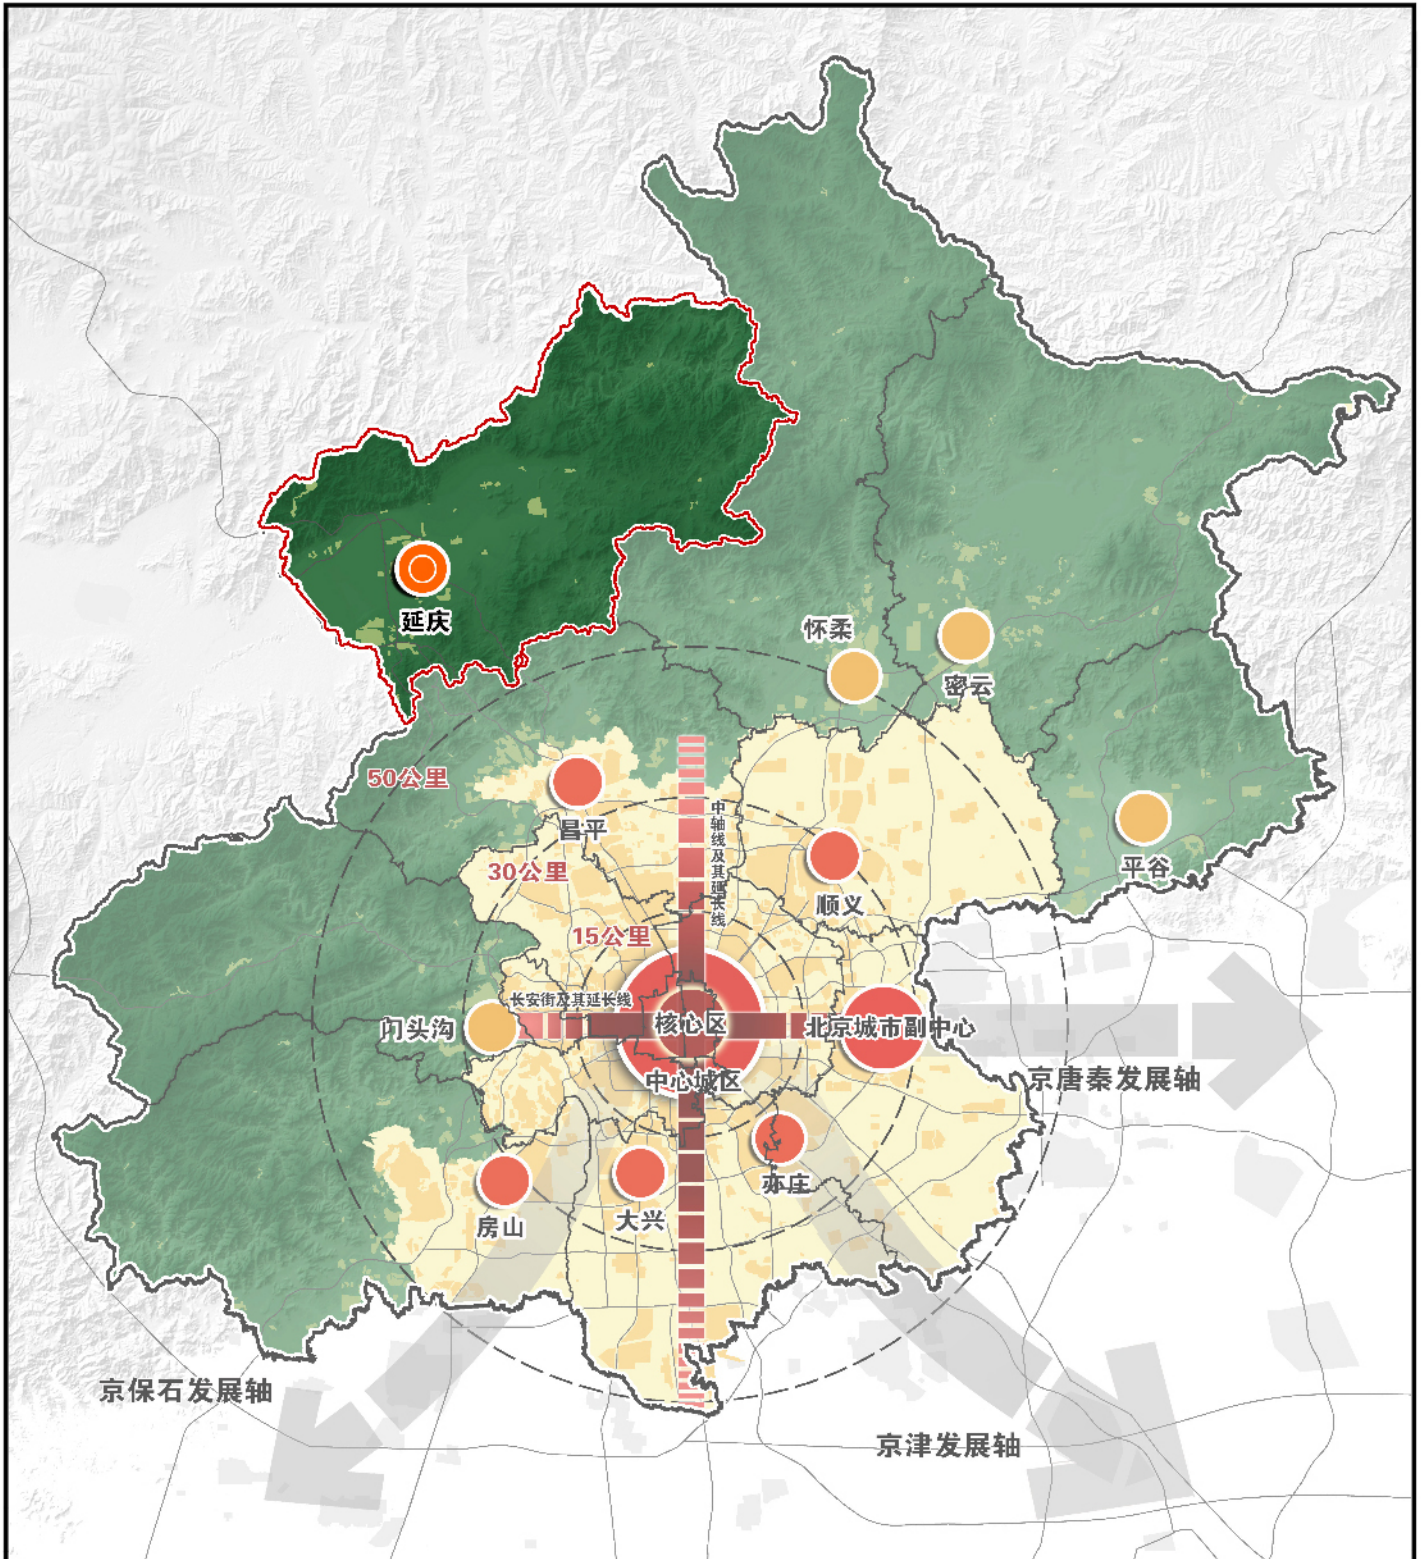 延庆
怀柔
密云
50公里
昌平
中轴线及其延长线
30公里
平谷
顺义
15公里
长安街及其延长线
门头沟
核心区
北京城市副中心
中心城区
京唐秦发展轴
亦庄
房山
大兴
京保石发展轴
京津发展轴